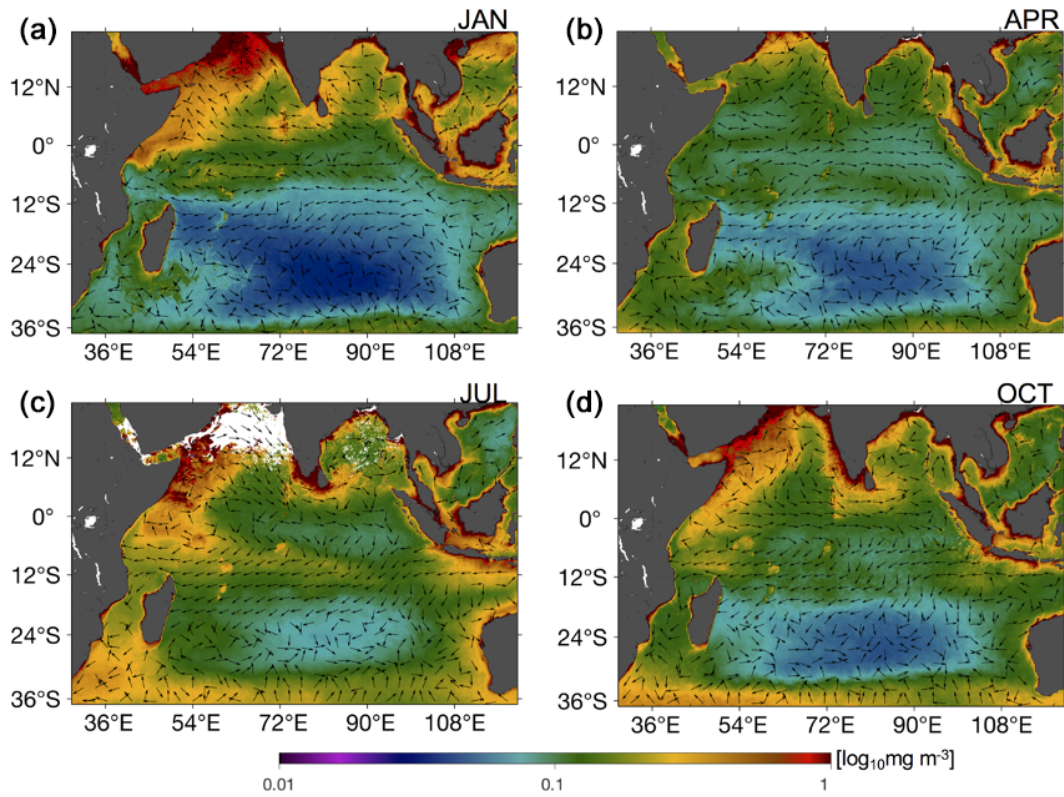 (a) JAN
(b) APR
12°N 12°N
0° 0°
12°S 12°S
24°S 24°S
36°S 36°S
36°E 54°E 72°E 90°E 108°E 36°E 54°E 72°E 90°E 108°E
(c) JUL
(d) OCT
12°N 12°N
0° 0°
12°S 12°S
24°S 24°S
36°S 36°S
36°E 54°E 72°E 90°E 108°E 36°E 54°E 72°E 90°E 108°E
[log₁₀mg m⁻³]
0.01 0.1 1